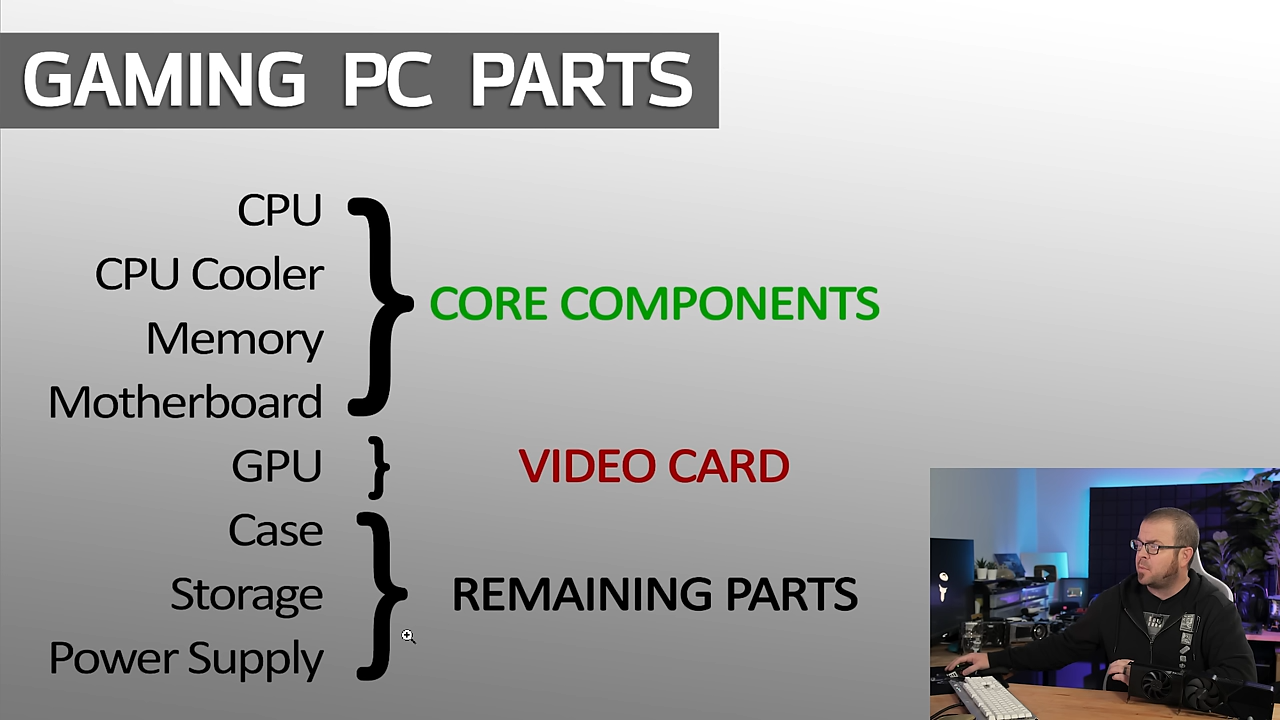 GAMING PC PARTS
CPU
CPU Cooler
Memory
Motherboard
CORE COMPONENTS
GPU
VIDEO CARD
Case
Storage
Power Supply
REMAINING PARTS